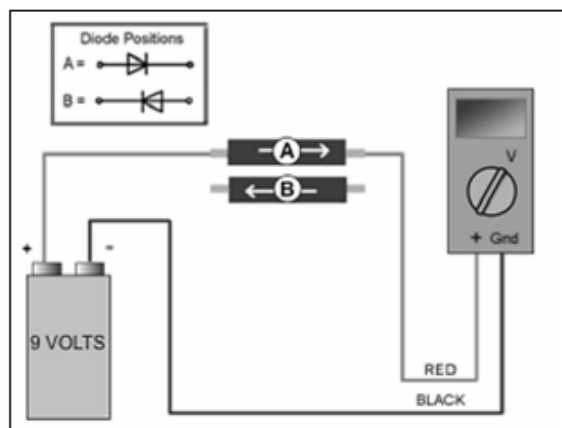 Diode Positions
A =
B =
A
B
V
+ Gnd
+ =
9 VOLTS
RED
BLACK